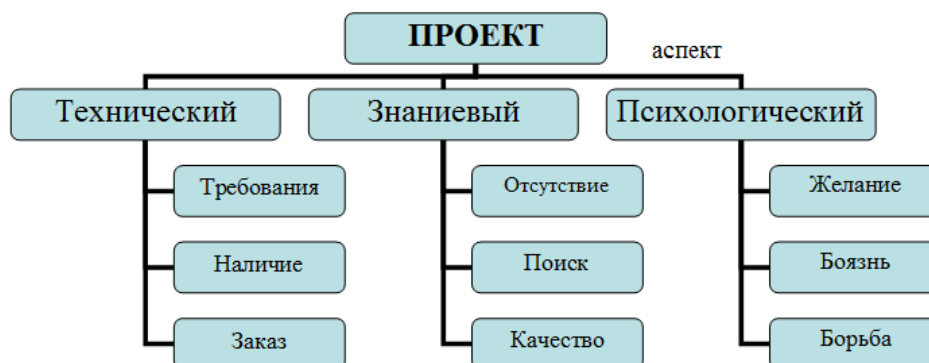 ПРОЕКТ
аспект
Технический
Знаниевый
Психологический
Требования
Отсутствие
Желание
Наличие
Поиск
Боязнь
Заказ
Качество
Борьба